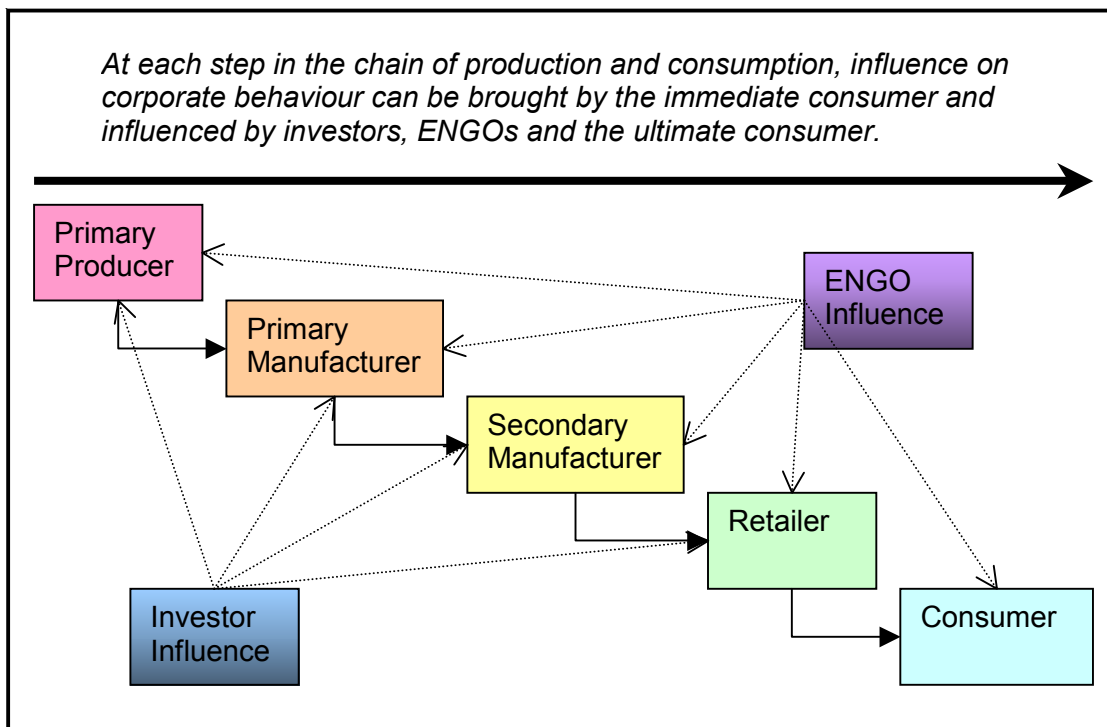 At each step in the chain of production and consumption, influence on
corporate behaviour can be brought by the immediate consumer and
influenced by investors, ENGOs and the ultimate consumer.
Primary
Producer
ENGO
Influence
Primary
Manufacturer
Secondary
Manufacturer
Retailer
Investor
Influence
Consumer